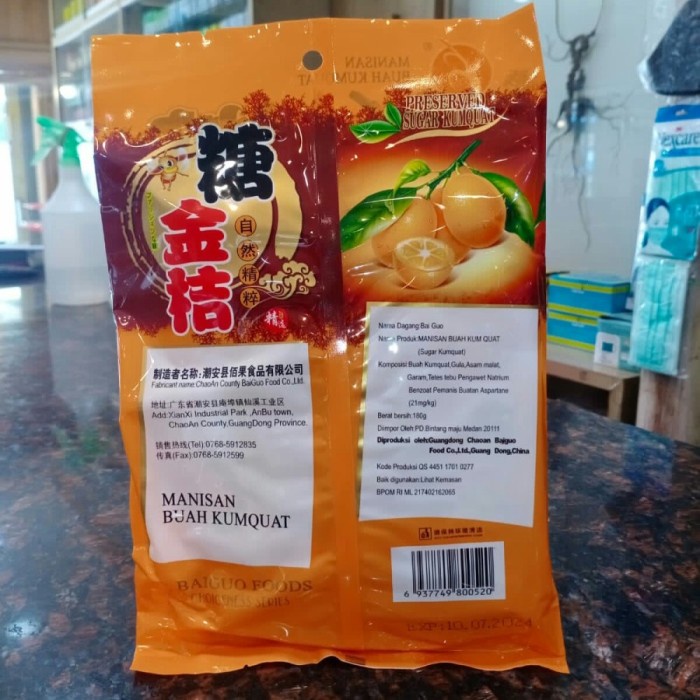 MANISAN
BUAH KUMQUAT
PRESERVED
SUGAR KUMQUAT
糖
金桔
自然精粹
制造者名称:潮安县佰果食品有限公司
Fabricant name ChaoAn County BaiGuo Food Co.,Ltd.
地址:广东省潮安县庵埠镇仙溪工业区
Add:XianXi Industrial Park ,AnBu town,
ChaoAn County,GuangDong Province.
销售热线(Tel):0768-5912835
传真(Fax):0768-5912599
MANISAN
BUAH KUMQUAT
BAIGUO FOODS
SERIES
Nama Dagang:Bai Guo
Nama Produk:MANISAN BUAH KUM QUAT
(Sugar Kumquat)
Komposisi:Buah Kumquat,Gula,Asam malat,
Garam,Teles tebu Pengawet Natrium
Benzoat Pemanis Buatan Aspartane
(21mg/kg)
Berat bersih:180g
Diimpor Oleh:PD.Bintang maju Medan 20111
Diproduksi oleh:Guangdong Chaoan Baiguo
Food Co,Ltd.,Guang Dong,China
Kode Produksi QS 4451 1701 0277
Baik digunakan:Lihat Kemasan
BPOM RI ML 217402162065
6 937749 800520
EXP:10.07.2024